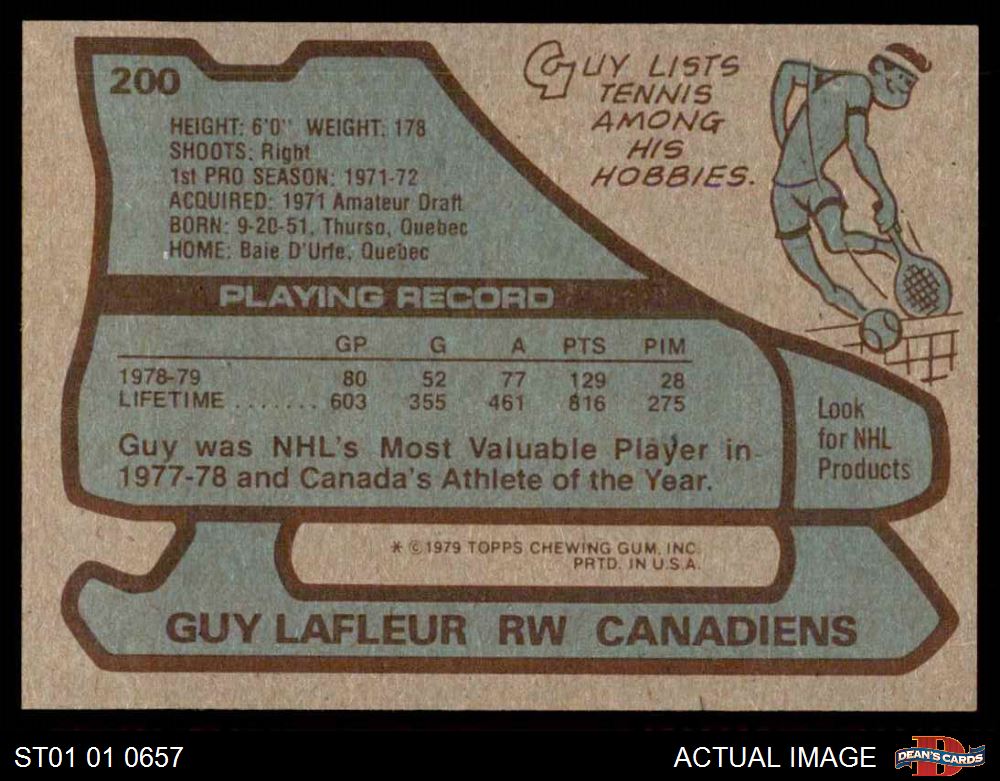 200
HEIGHT: 6'0" WEIGHT: 178
SHOOTS: Right
1st PRO SEASON: 1971-72
ACQUIRED: 1971 Amateur Draft
BORN: 9-20-51, Thurso, Quebec
HOME: Baie D'Urfe, Quebec
GUY LISTS
TENNIS
AMONG
HIS
HOBBIES.
PLAYING RECORD
GP G A PTS PIM
1978-79 80 52 77 129 28
LIFETIME ....... 603 355 461 816 275
Guy was NHL's Most Valuable Player in
1977-78 and Canada's Athlete of the Year.
Look
for NHL
Products
* ©1979 TOPPS CHEWING GUM, INC.
PRTD. IN U.S.A.
GUY LAFLEUR RW CANADIENS
ST01 01 0657
ACTUAL IMAGE
D
DEAN'S CARDS